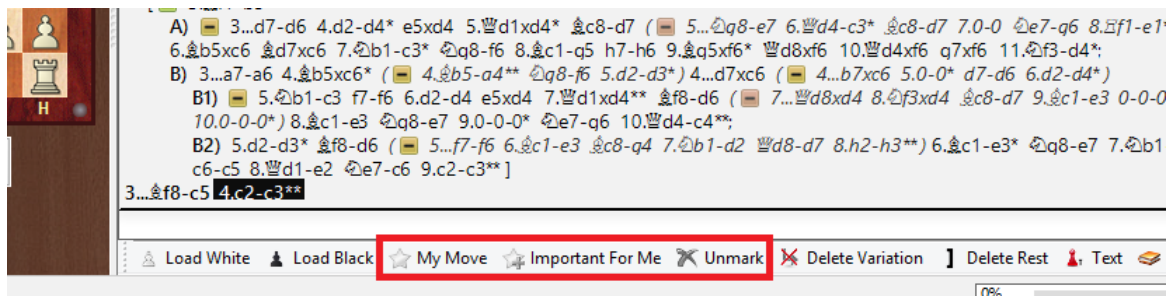 A) 3...d7-d6 4.d2-d4* e5xd4 5.♕d1xd4* ♗c8-d7 ( 5...♘g8-e7 6.♕d4-c3* ♗c8-d7 7.0-0 ♘e7-g6 8.♖f1-e1*
6.♗b5xc6 ♗d7xc6 7.♘b1-c3* ♘g8-f6 8.♗c1-g5 h7-h6 9.♗g5xf6* ♕d8xf6 10.♕d4xf6 g7xf6 11.♘f3-d4*;
B) 3...a7-a6 4.♗b5xc6* ( 4.♗b5-a4** ♘g8-f6 5.d2-d3*) 4...d7xc6 ( 4...b7xc6 5.0-0* d7-d6 6.d2-d4*)
B1) 5.♘b1-c3 f7-f6 6.d2-d4 e5xd4 7.♕d1xd4** ♗f8-d6 ( 7...♕d8xd4 8.♘f3xd4 ♗c8-d7 9.♗c1-e3 0-0-0
10.0-0-0*) 8.♗c1-e3 ♘g8-e7 9.0-0-0* ♘e7-g6 10.♕d4-c4**;
B2) 5.d2-d3* ♗f8-d6 ( 5...f7-f6 6.♗c1-e3 ♗c8-g4 7.♘b1-d2 ♕d8-d7 8.h2-h3**) 6.♗c1-e3* ♘g8-e7 7.♘b1
H
c6-c5 8.♕d1-e2 ♘e7-c6 9.c2-c3** ]
3...♗f8-c5 4.c2-c3**
Load White Load Black My Move Important For Me Unmark Delete Variation ] Delete Rest Text
0%